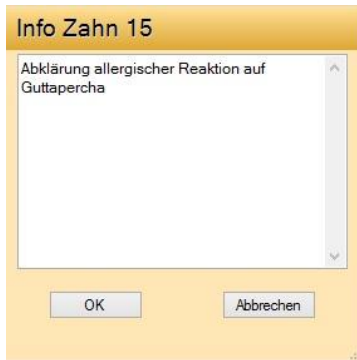 Info Zahn 15
Abklärung allergischer Reaktion auf
Guttapercha
OK
Abbrechen